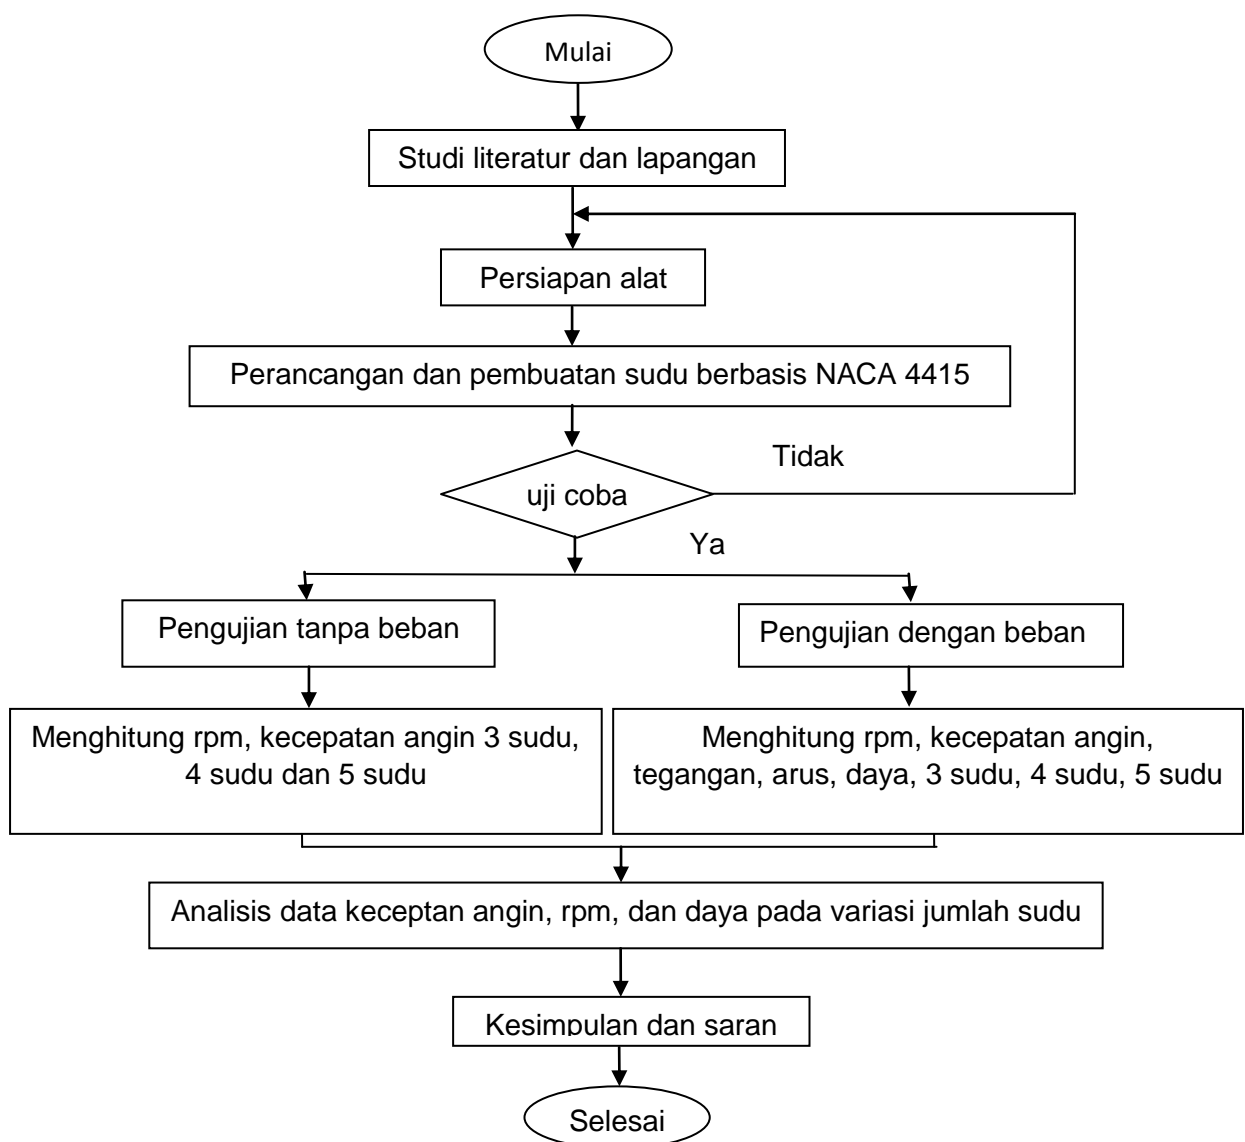 Mulai
Studi literatur dan lapangan
Persiapan alat
Perancangan dan pembuatan sudu berbasis NACA 4415
Tidak
uji coba
Ya
Pengujian tanpa beban
Pengujian dengan beban
Menghitung rpm, kecepatan angin 3 sudu,
4 sudu dan 5 sudu
Menghitung rpm, kecepatan angin,
tegangan, arus, daya, 3 sudu, 4 sudu, 5 sudu
Analisis data keceptan angin, rpm, dan daya pada variasi jumlah sudu
Kesimpulan dan saran
Selesai